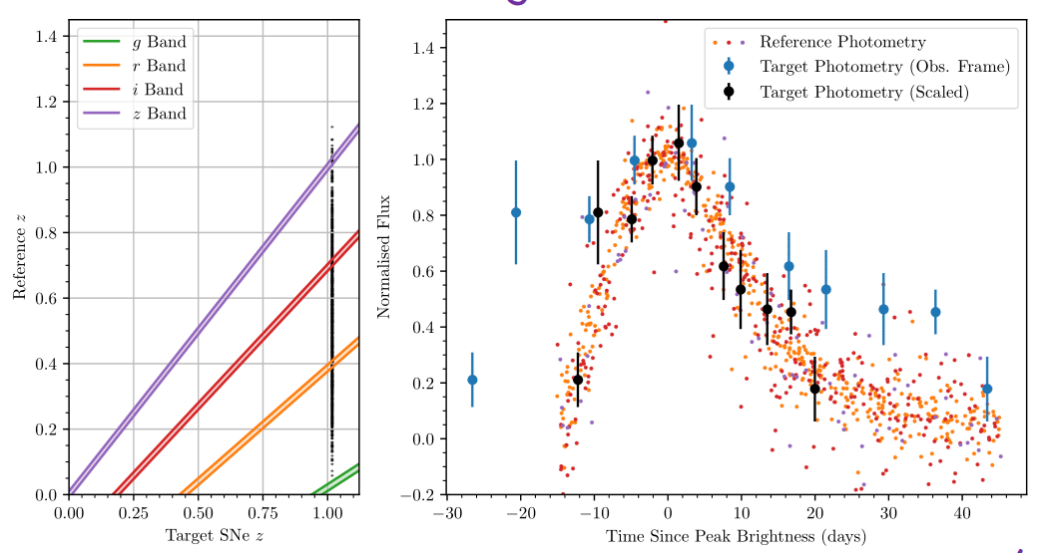 g Band
r Band
i Band
z Band
1.4
1.2
1.0
0.8
0.6
0.4
0.2
0.0
0.00
0.25
0.50
0.75
1.00
Target SNe z
Reference z
Reference Photometry
Target Photometry (Obs. Frame)
Target Photometry (Scaled)
1.4
1.2
1.0
0.8
0.6
0.4
0.2
0.0
−0.2
−30
−20
−10
0
10
20
30
40
Time Since Peak Brightness (days)
Normalised Flux